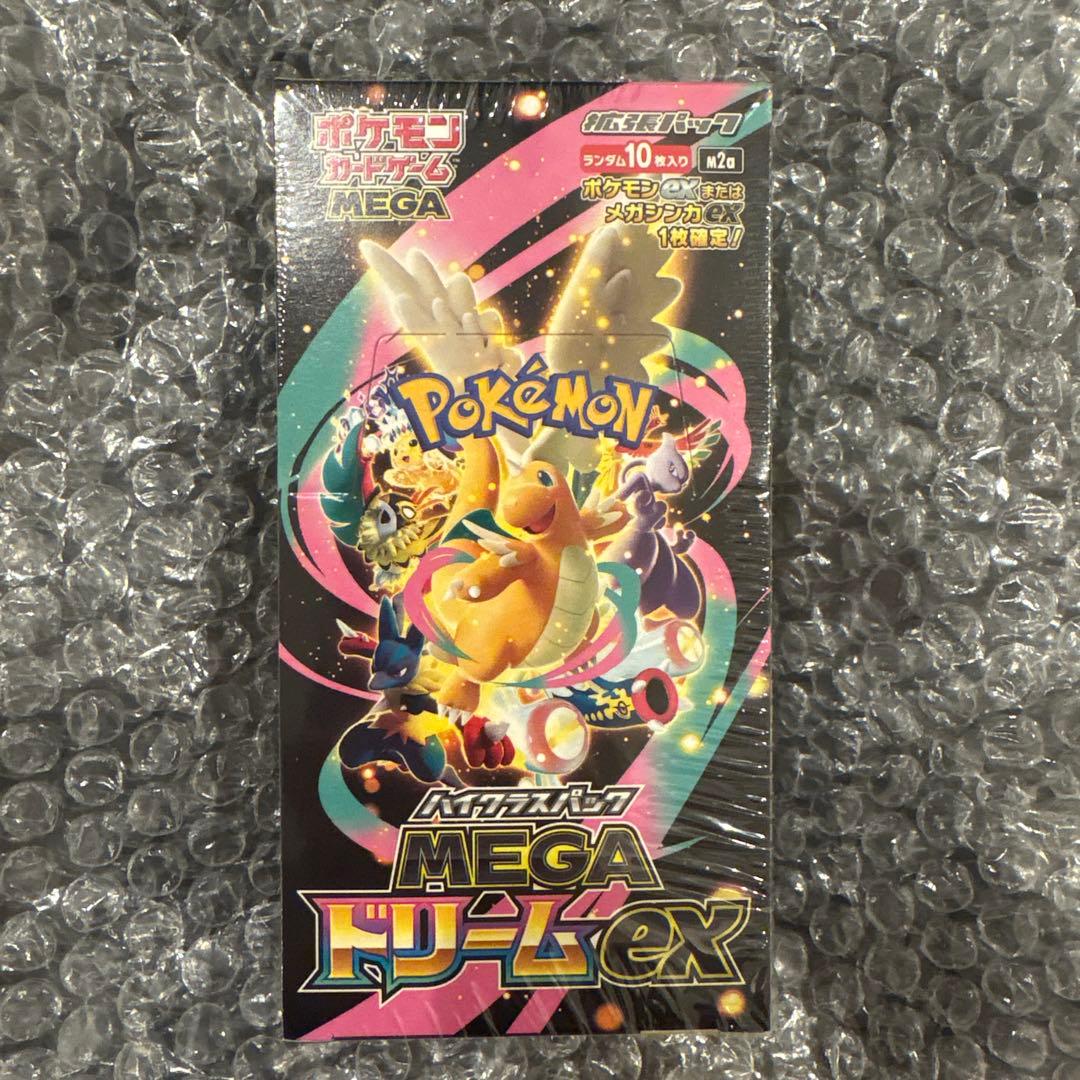 ポケモン
カードゲーム
MEGA
拡張パック
ランダム10枚入り
M2a
ポケモンexまたは
メガシンカex
1枚確定!
POKéMON
ハイクラスパック
MEGA
ドリームex